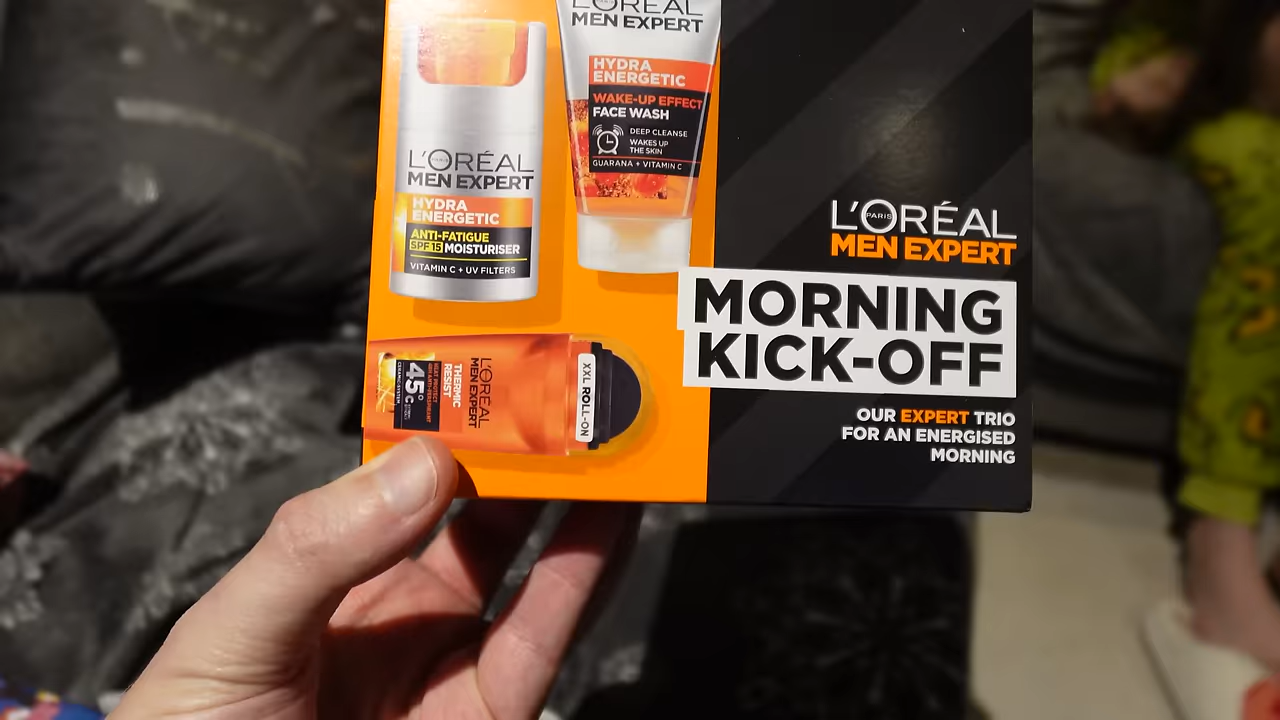 L'ORÉAL
PARIS
MEN EXPERT
HYDRA
ENERGETIC
WAKE-UP EFFECT
FACE WASH
DEEP CLEANSE
WAKES UP
THE SKIN
GUARANA + VITAMIN C
L'ORÉAL
PARIS
MEN EXPERT
HYDRA
ENERGETIC
ANTI-FATIGUE
SPF 15 MOISTURISER
VITAMIN C + UV FILTERS
L'ORÉAL
MEN EXPERT
THERMIC
RESIST
45°C
XXL ROLL-ON
L'ORÉAL
PARIS
MEN EXPERT
MORNING
KICK-OFF
OUR EXPERT TRIO
FOR AN ENERGISED
MORNING